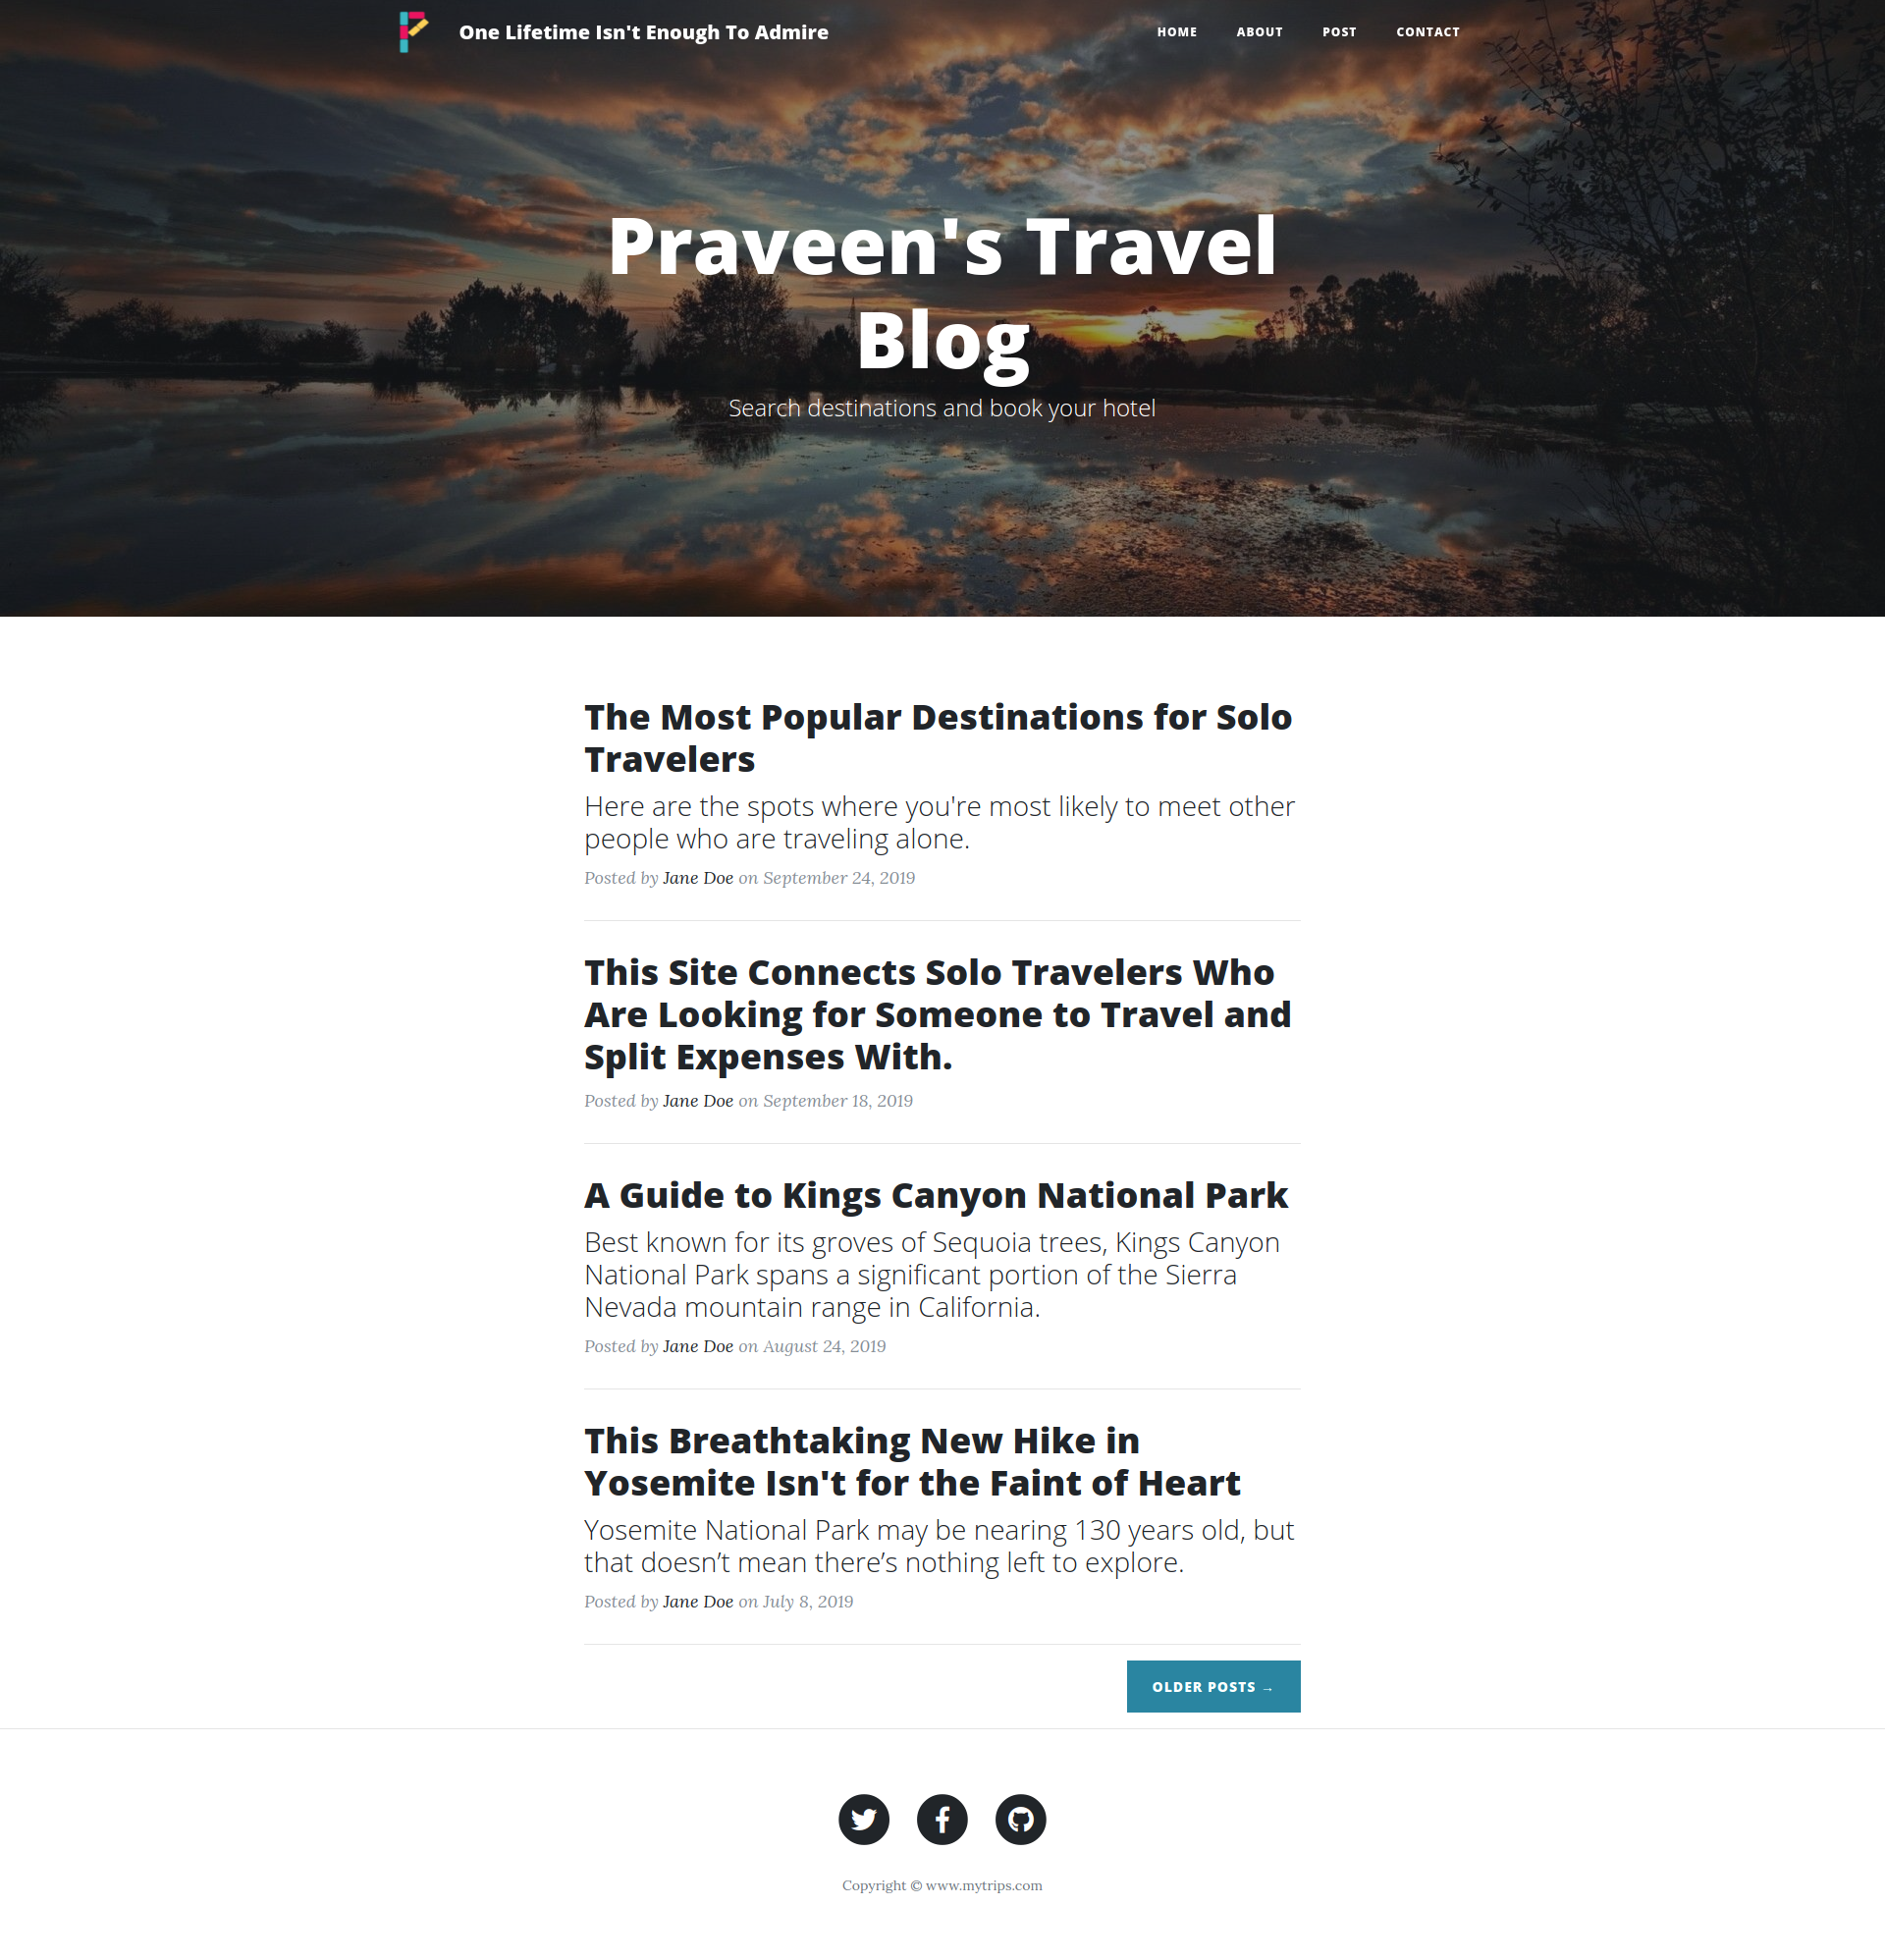 One Lifetime Isn't Enough To Admire
HOME ABOUT POST CONTACT
Praveen's Travel
Blog
Search destinations and book your hotel
The Most Popular Destinations for Solo
Travelers
Here are the spots where you're most likely to meet other
people who are traveling alone.
Posted by Jane Doe on September 24, 2019
This Site Connects Solo Travelers Who
Are Looking for Someone to Travel and
Split Expenses With.
Posted by Jane Doe on September 18, 2019
A Guide to Kings Canyon National Park
Best known for its groves of Sequoia trees, Kings Canyon
National Park spans a significant portion of the Sierra
Nevada mountain range in California.
Posted by Jane Doe on August 24, 2019
This Breathtaking New Hike in
Yosemite Isn't for the Faint of Heart
Yosemite National Park may be nearing 130 years old, but
that doesn’t mean there’s nothing left to explore.
Posted by Jane Doe on July 8, 2019
OLDER POSTS →
Copyright © www.mytrips.com